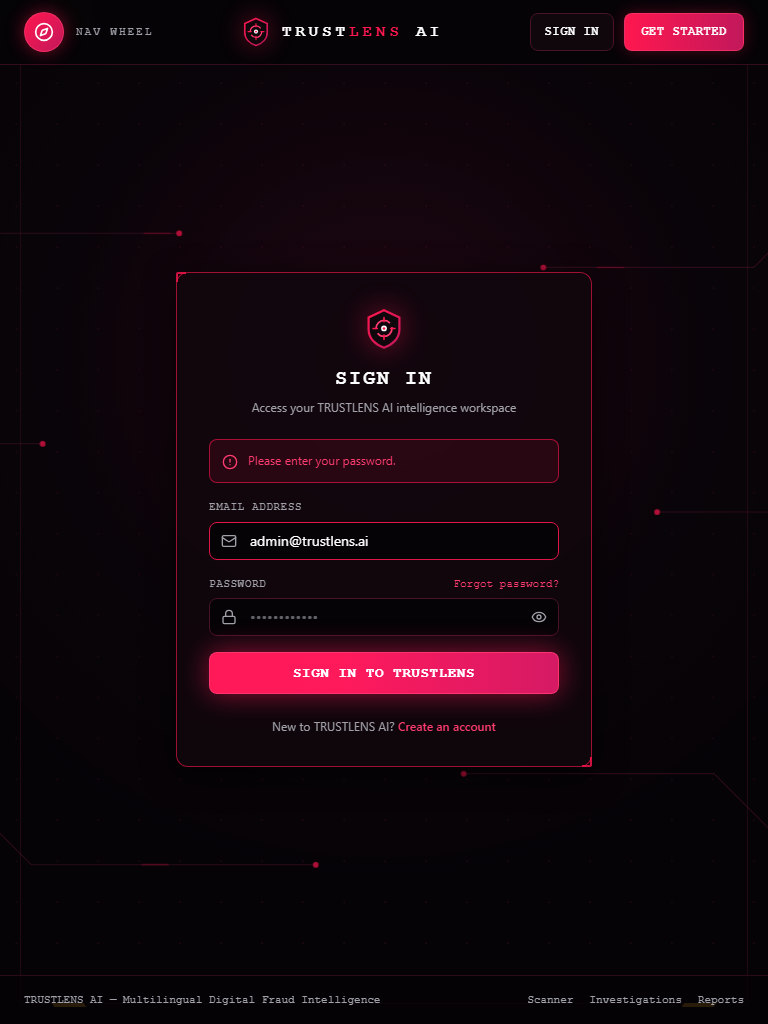 NAV WHEEL
TRUSTLENS AI
SIGN IN
GET STARTED
SIGN IN
Access your TRUSTLENS AI intelligence workspace
Please enter your password.
EMAIL ADDRESS
admin@trustlens.ai
PASSWORD
Forgot password?
••••••••••••
SIGN IN TO TRUSTLENS
New to TRUSTLENS AI? Create an account
TRUSTLENS AI — Multilingual Digital Fraud Intelligence
Scanner
Investigations
Reports